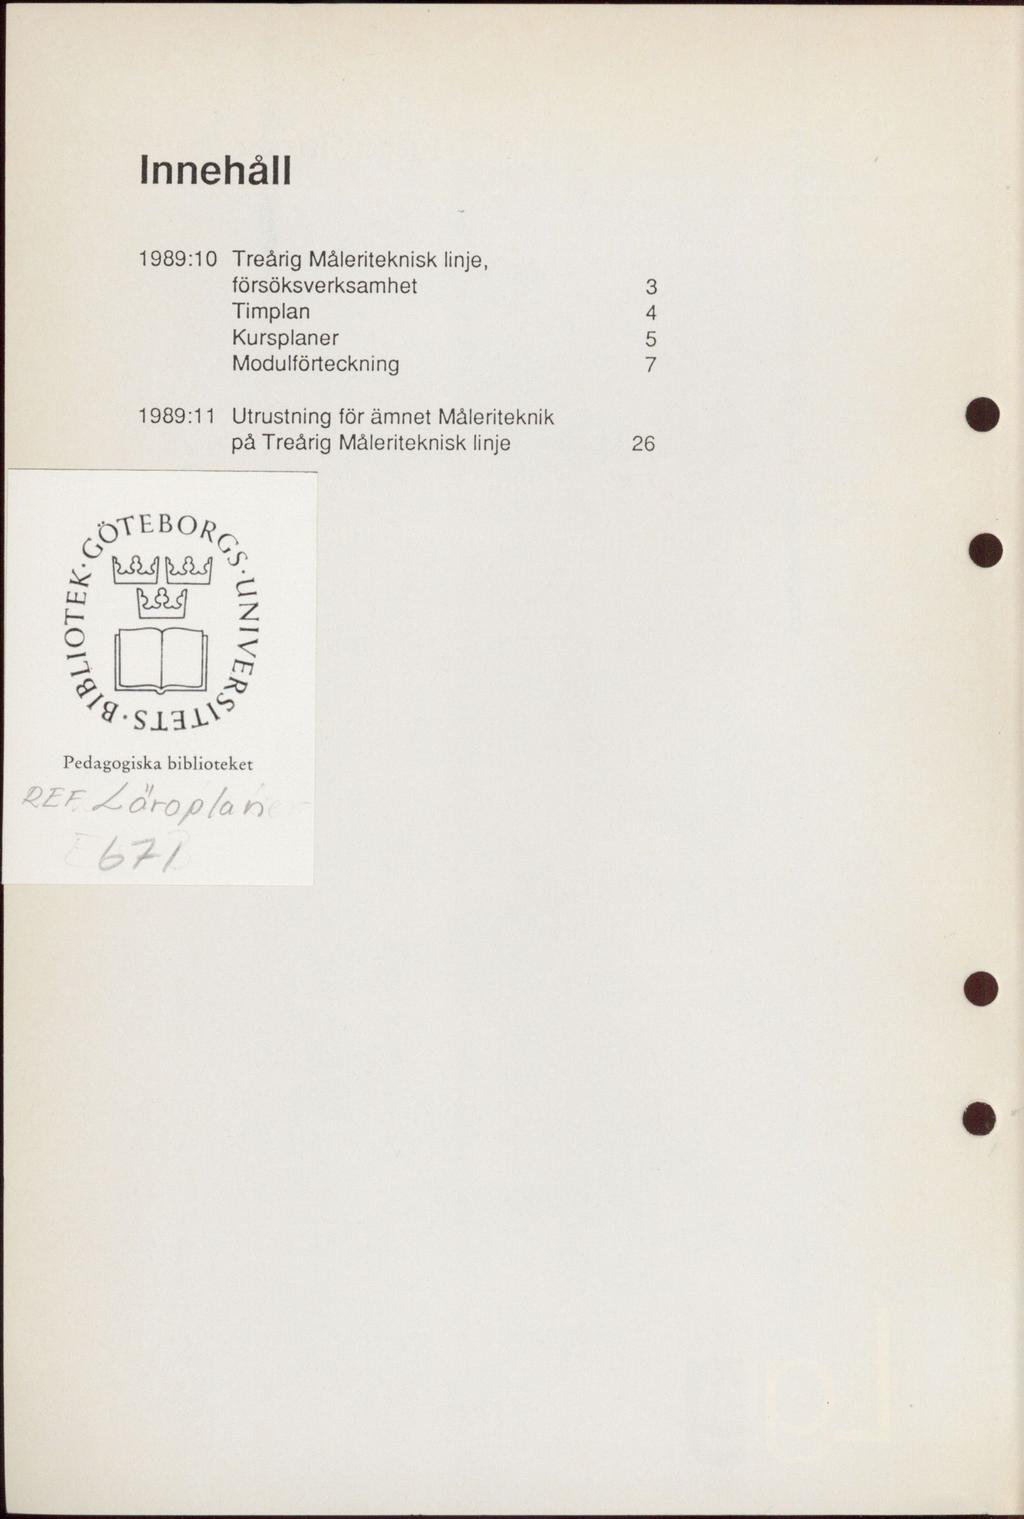 Innehåll
1989:10 Treårig Måleriteknisk linje,
försöksverksamhet 3
Timplan 4
Kursplaner 5
Modulförteckning 7
1989:11 Utrustning för ämnet Måleriteknik
på Treårig Måleriteknisk linje 26
GÖTEBORGS · UNIVERSITETS · BIBLIOTEK ·
Pedagogiska biblioteket
REF. Läroplan
671